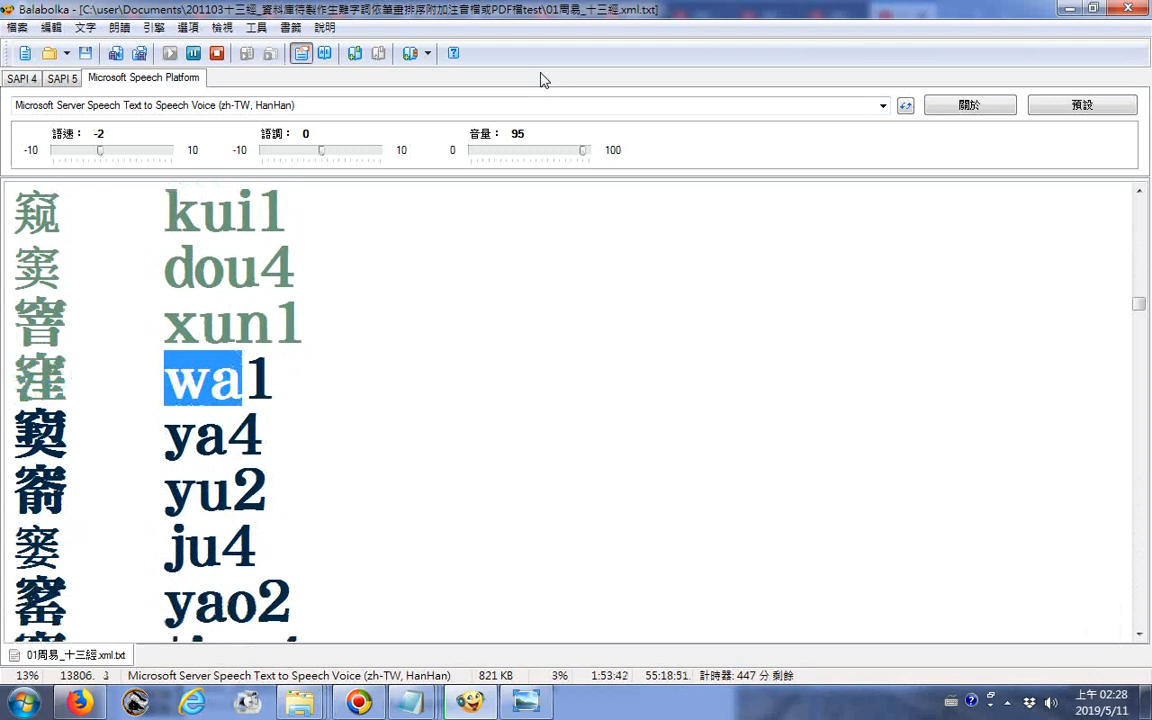 Balabolka - [C:\user\Documents\201103十三經_資料庫待製作生難字詞依筆畫排序附加注音檔或PDF檔test\01周易_十三經.xml.txt]
檔案 編輯 文字 朗讀 引擎 選項 檢視 工具 書籤 說明
SAPI 4 SAPI 5 Microsoft Speech Platform
Microsoft Server Speech Text to Speech Voice (zh-TW, HanHan) 關於 預設
語速： -2 語調： 0 音量： 95
-10 10 -10 10 0 100
窺 kui1
窦 dou4
窨 xun1
窪 wa1
窫 ya4
窬 yu2
窭 ju4
窰 yao2
01周易_十三經.xml.txt
13% Microsoft Server Speech Text to Speech Voice (zh-TW, HanHan) 821 KB 3% 1:53:42 55:18:51. 計時器: 447 分 剩餘
上午 02:28
2019/5/11